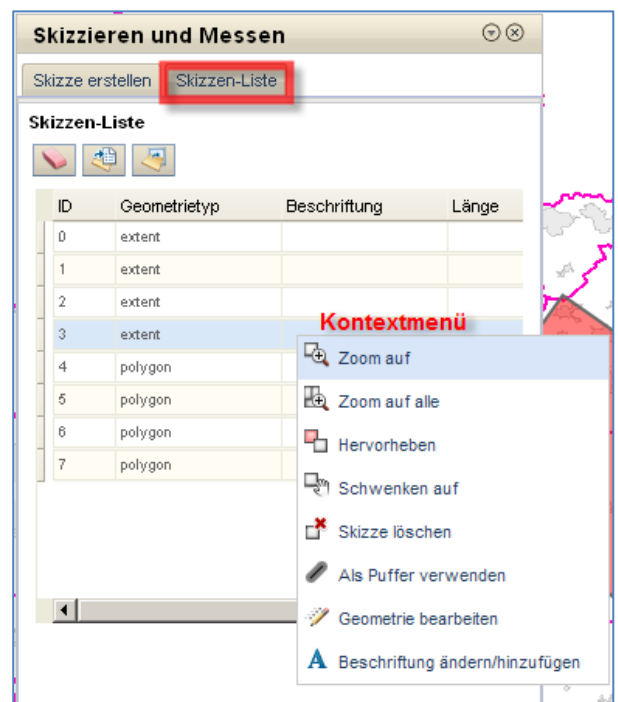 Skizzieren und Messen
Skizze erstellen Skizzen-Liste
Skizzen-Liste
ID Geometrietyp Beschriftung Länge
0 extent
1 extent
2 extent
3 extent
4 polygon
5 polygon
6 polygon
7 polygon
Kontextmenü
Zoom auf
Zoom auf alle
Hervorheben
Schwenken auf
Skizze löschen
Als Puffer verwenden
Geometrie bearbeiten
A Beschriftung ändern/hinzufügen